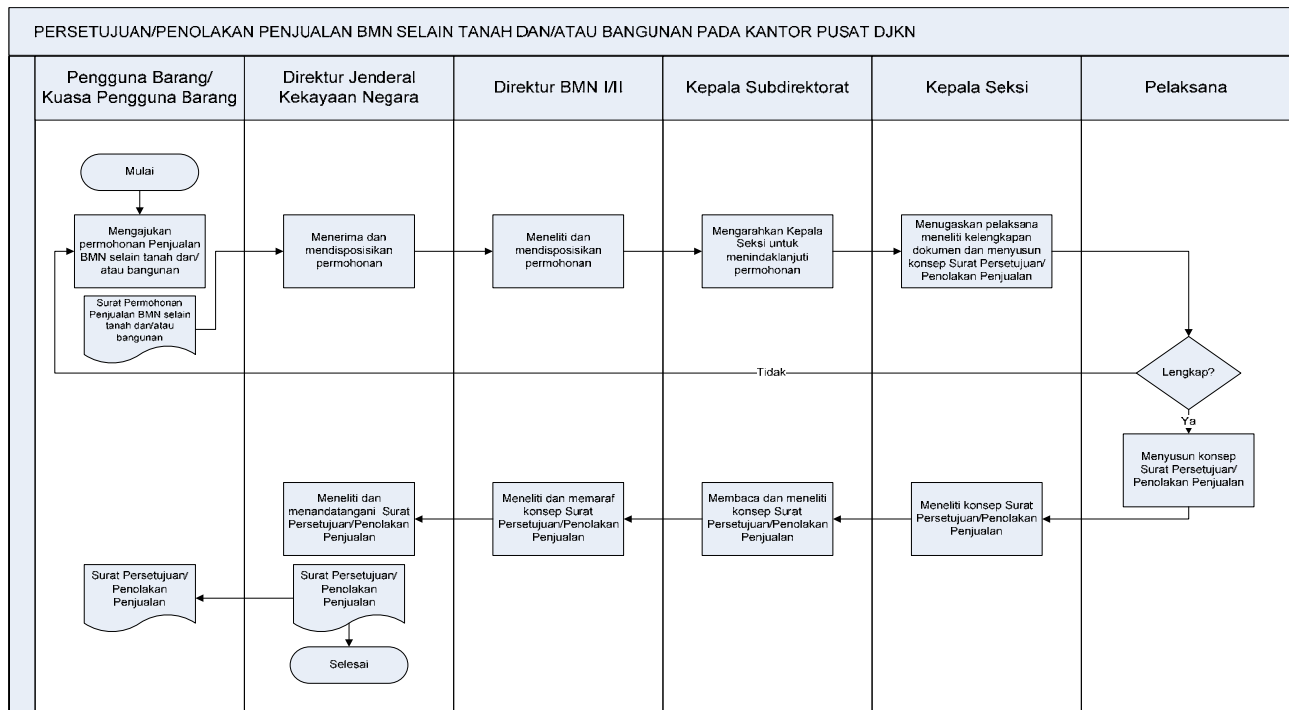 PERSETUJUAN/PENOLAKAN PENJUALAN BMN SELAIN TANAH DAN/ATAU BANGUNAN PADA KANTOR PUSAT DJKN
Pengguna Barang/
Kuasa Pengguna Barang
Direktur Jenderal
Kekayaan Negara
Direktur BMN I/II
Kepala Subdirektorat
Kepala Seksi
Pelaksana
Mulai
Mengajukan
permohonan Penjualan
BMN selain tanah dan/
atau bangunan
Surat Permohonan
Penjualan BMN selain
tanah dan/atau
bangunan
Menerima dan
mendisposisikan
permohonan
Meneliti dan
mendisposisikan
permohonan
Mengarahkan Kepala
Seksi untuk
menindaklanjuti
permohonan
Menugaskan pelaksana
meneliti kelengkapan
dokumen dan menyusun
konsep Surat Persetujuan/
Penolakan Penjualan
Lengkap?
Tidak
Ya
Menyusun konsep
Surat Persetujuan/
Penolakan Penjualan
Meneliti konsep Surat
Persetujuan/Penolakan
Penjualan
Membaca dan meneliti
konsep Surat
Persetujuan/Penolakan
Penjualan
Meneliti dan memaraf
konsep Surat
Persetujuan/Penolakan
Penjualan
Meneliti dan
menandatangani Surat
Persetujuan/Penolakan
Penjualan
Surat Persetujuan/
Penolakan
Penjualan
Surat Persetujuan/
Penolakan
Penjualan
Selesai